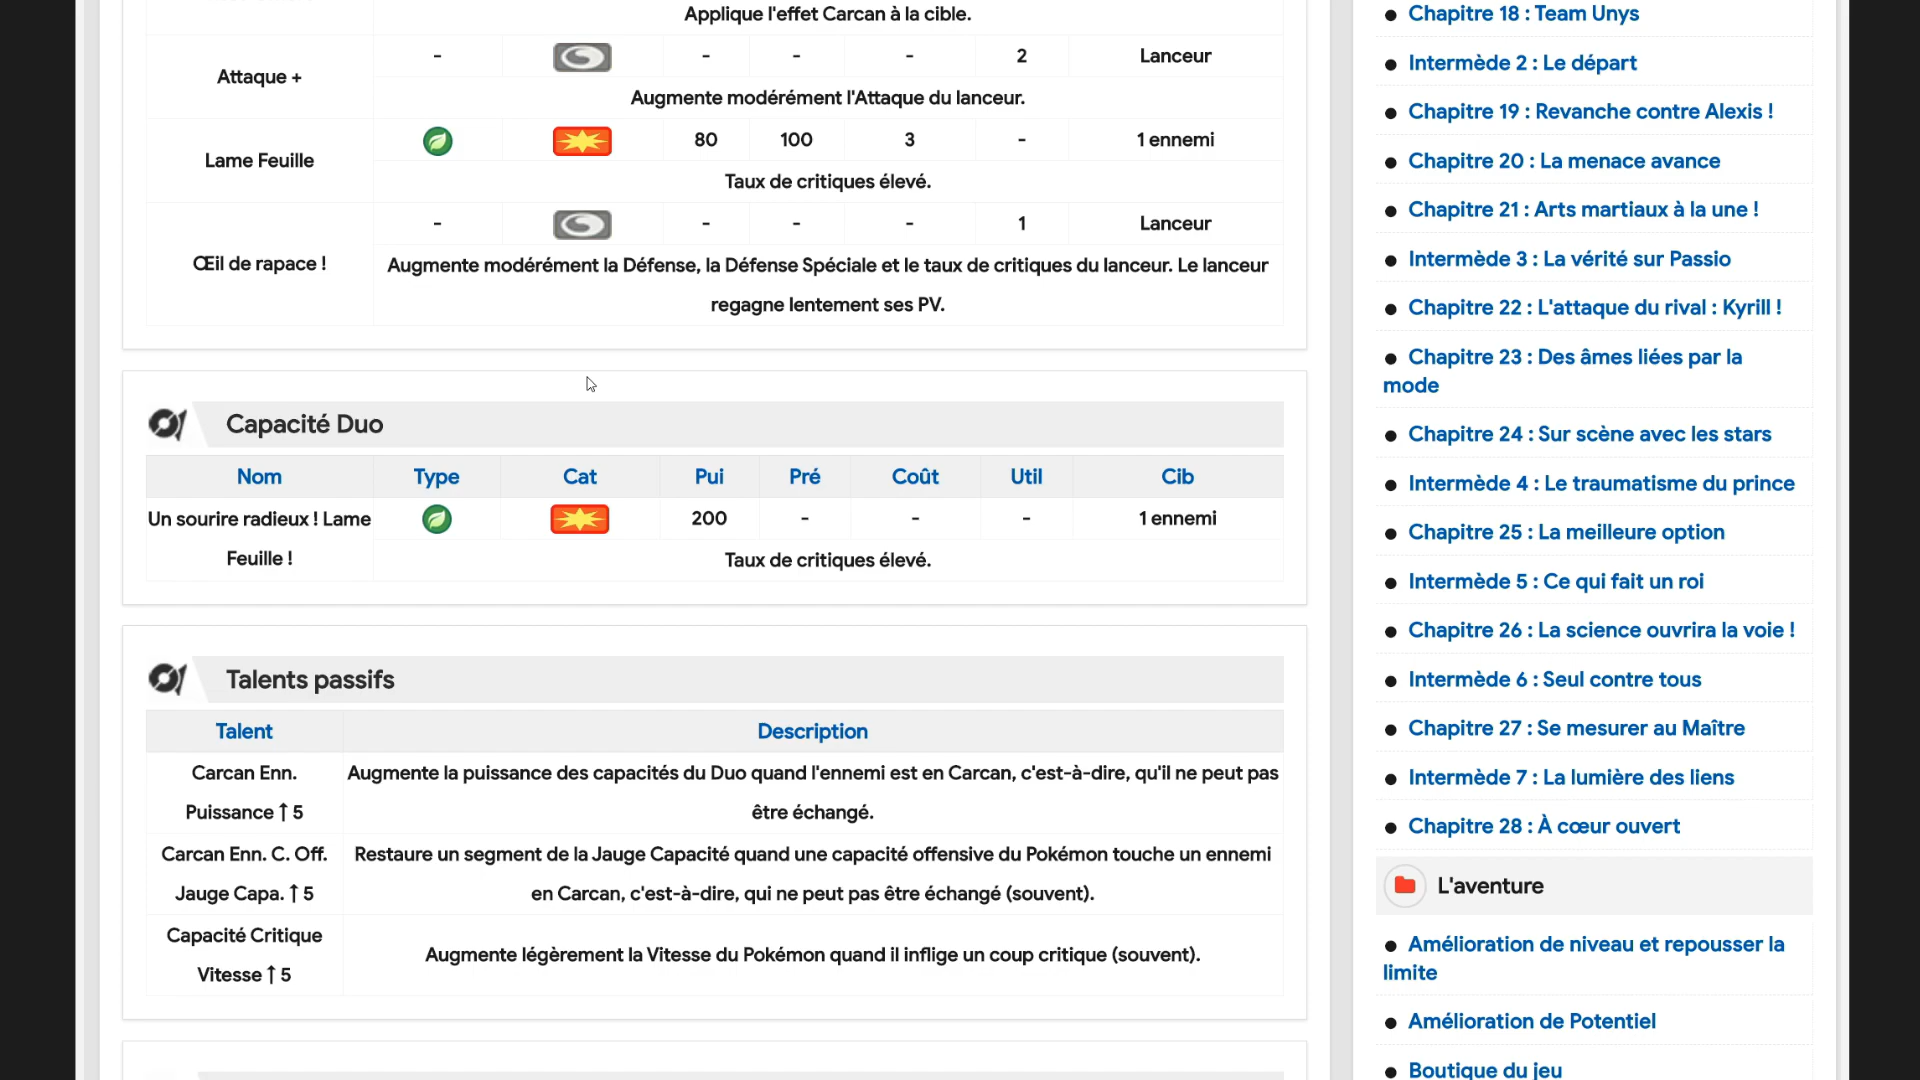 Applique l'effet Carcan à la cible.
Attaque +
- - - - 2 Lanceur
Augmente modérément l'Attaque du lanceur.
Lame Feuille
80 100 3 - 1 ennemi
Taux de critiques élevé.
Œil de rapace !
- - - - 1 Lanceur
Augmente modérément la Défense, la Défense Spéciale et le taux de critiques du lanceur. Le lanceur
regagne lentement ses PV.
Capacité Duo
Nom Type Cat Pui Pré Coût Util Cib
Un sourire radieux ! Lame
Feuille !
200 - - - 1 ennemi
Taux de critiques élevé.
Talents passifs
Talent Description
Carcan Enn.
Puissance ↑ 5
Augmente la puissance des capacités du Duo quand l'ennemi est en Carcan, c'est-à-dire, qu'il ne peut pas
être échangé.
Carcan Enn. C. Off.
Jauge Capa. ↑ 5
Restaure un segment de la Jauge Capacité quand une capacité offensive du Pokémon touche un ennemi
en Carcan, c'est-à-dire, qui ne peut pas être échangé (souvent).
Capacité Critique
Vitesse ↑ 5
Augmente légèrement la Vitesse du Pokémon quand il inflige un coup critique (souvent).
Chapitre 18 : Team Unys
Intermède 2 : Le départ
Chapitre 19 : Revanche contre Alexis !
Chapitre 20 : La menace avance
Chapitre 21 : Arts martiaux à la une !
Intermède 3 : La vérité sur Passio
Chapitre 22 : L'attaque du rival : Kyrill !
Chapitre 23 : Des âmes liées par la
mode
Chapitre 24 : Sur scène avec les stars
Intermède 4 : Le traumatisme du prince
Chapitre 25 : La meilleure option
Intermède 5 : Ce qui fait un roi
Chapitre 26 : La science ouvrira la voie !
Intermède 6 : Seul contre tous
Chapitre 27 : Se mesurer au Maître
Intermède 7 : La lumière des liens
Chapitre 28 : À cœur ouvert
L'aventure
Amélioration de niveau et repousser la
limite
Amélioration de Potentiel
Boutique du jeu